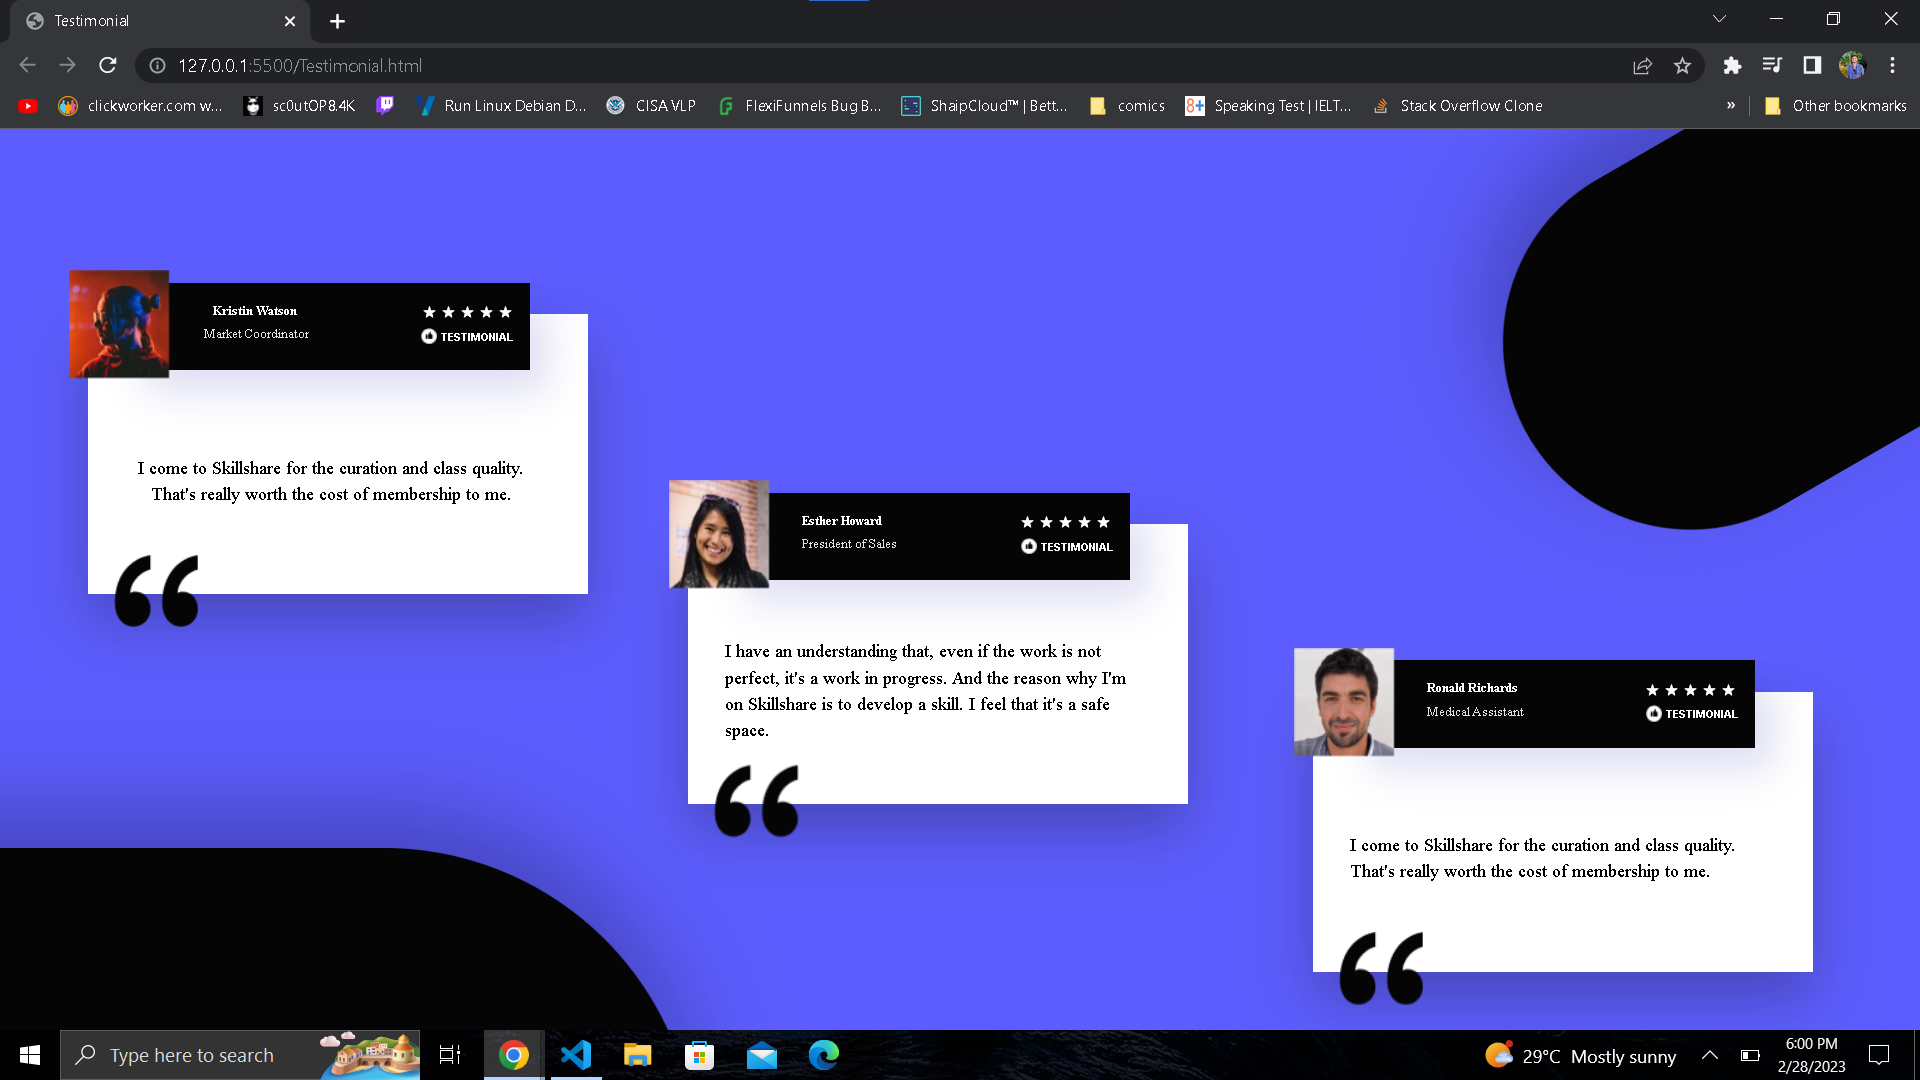 Testimonial
127.0.0.1:5500/Testimonial.html
clickworker.com w...
sc0utOP8.4K
Run Linux Debian D...
CISA VLP
FlexiFunnels Bug B...
ShaipCloud™ | Bett...
comics
8+
Speaking Test | IELT...
Stack Overflow Clone
»
Other bookmarks
Kristin Watson
Market Coordinator
TESTIMONIAL
I come to Skillshare for the curation and class quality.
That's really worth the cost of membership to me.
“
Esther Howard
President of Sales
TESTIMONIAL
I have an understanding that, even if the work is not
perfect, it's a work in progress. And the reason why I'm
on Skillshare is to develop a skill. I feel that it's a safe
space.
“
Ronald Richards
Medical Assistant
TESTIMONIAL
I come to Skillshare for the curation and class quality.
That's really worth the cost of membership to me.
“
Type here to search
29°C Mostly sunny
6:00 PM
2/28/2023